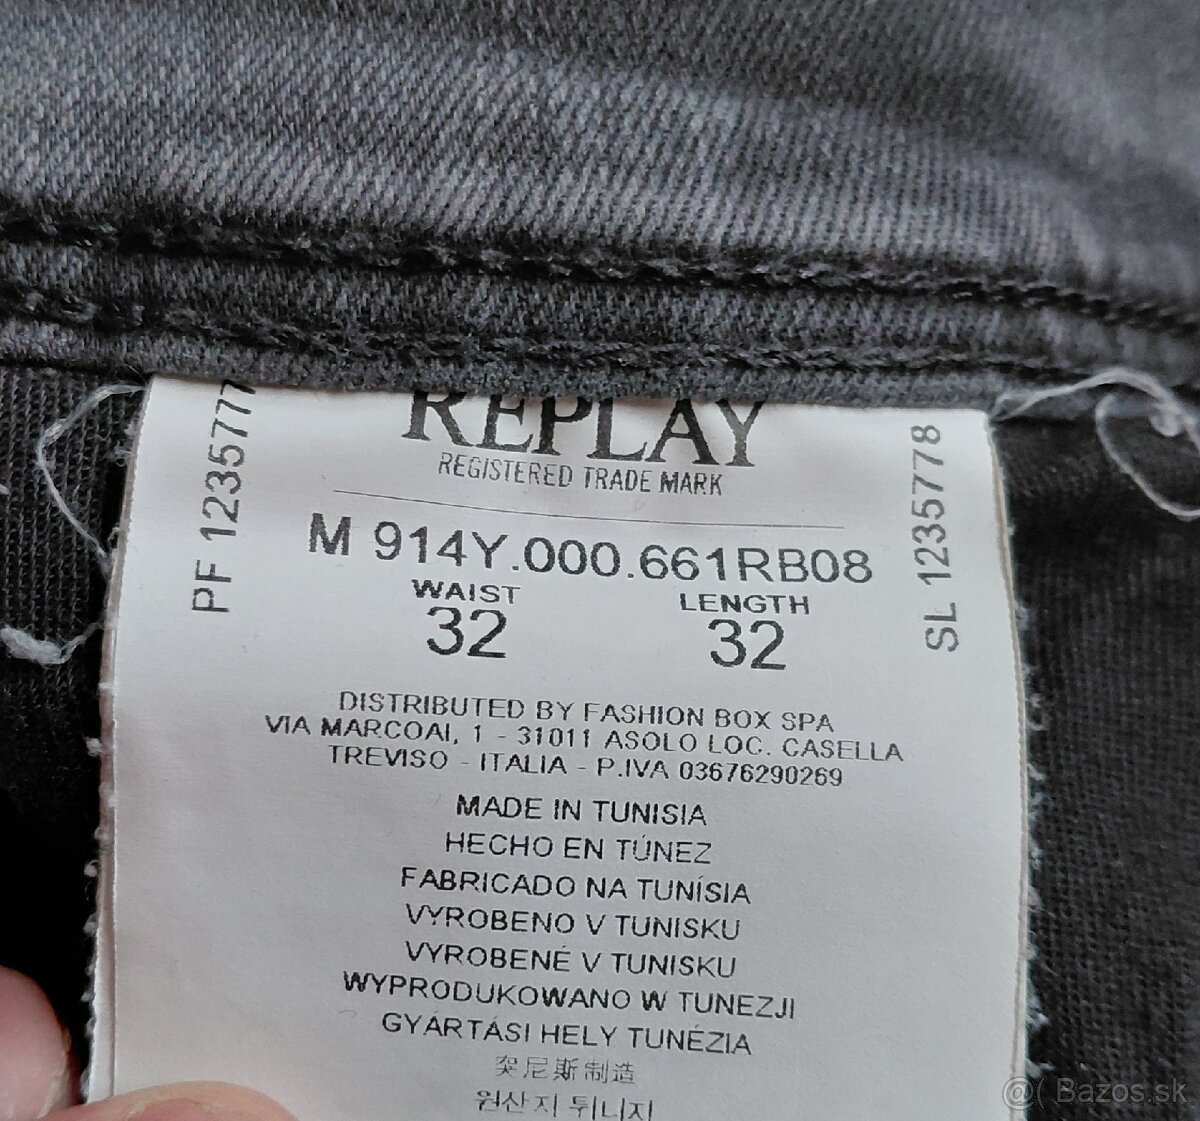 REPLAY
REGISTERED TRADE MARK
PF 1235777
SL 1235778
M 914Y.000.661RB08
WAIST LENGTH
32 32
DISTRIBUTED BY FASHION BOX SPA
VIA MARCOAI, 1 - 31011 ASOLO LOC. CASELLA
TREVISO - ITALIA - P.IVA 03676290269
MADE IN TUNISIA
HECHO EN TÚNEZ
FABRICADO NA TUNÍSIA
VYROBENO V TUNISKU
VYROBENÉ V TUNISKU
WYPRODUKOWANO W TUNEZJI
GYÁRTÁSI HELY TUNÉZIA
突尼斯制造
원산지 튀니지
@( Bazos.sk